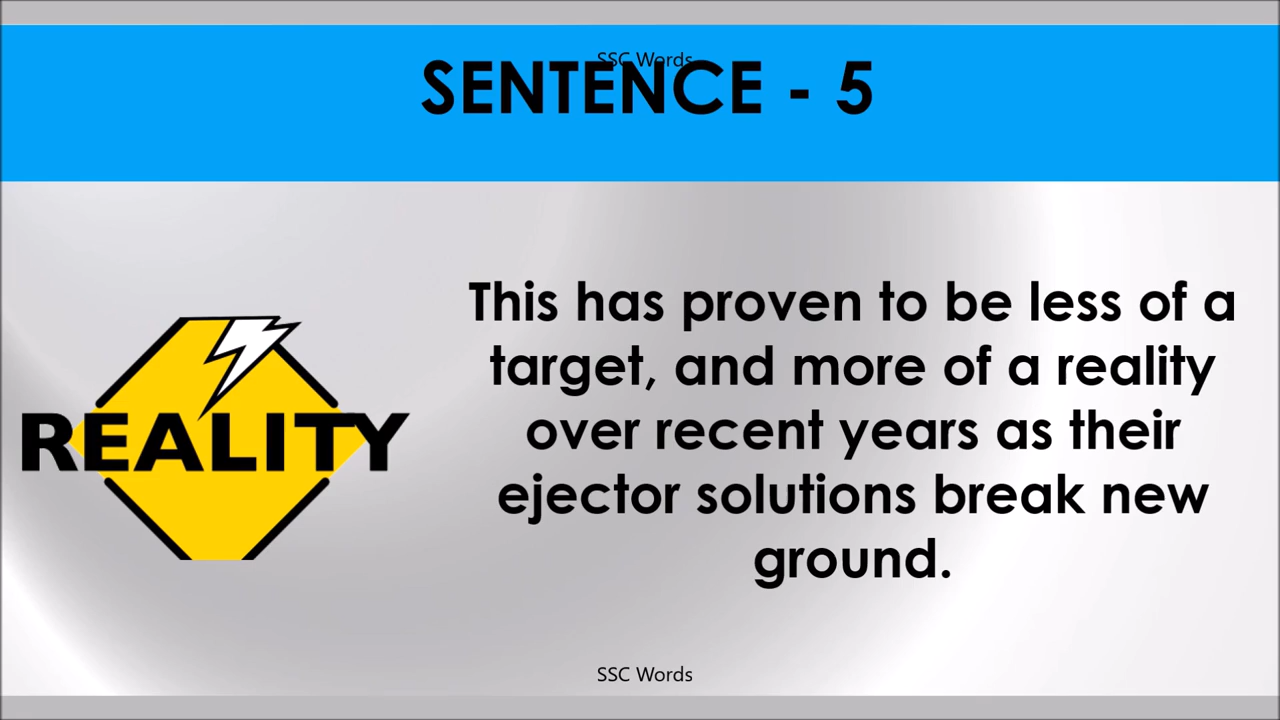 SSC Words
SENTENCE - 5
REALITY
This has proven to be less of a
target, and more of a reality
over recent years as their
ejector solutions break new
ground.
SSC Words